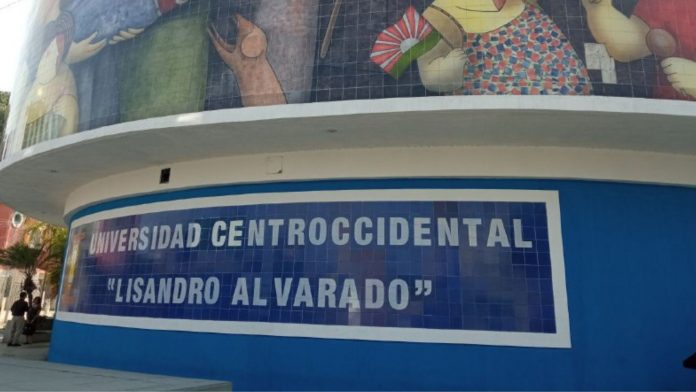 UNIVERSIDAD CENTROCCIDENTAL
"LISANDRO ALVARADO"